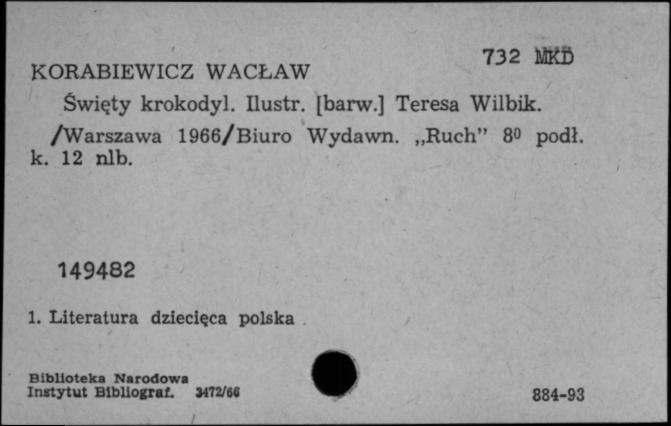 732 MKD
KORABIEWICZ WACŁAW
Święty krokodyl. Ilustr. [barw.] Teresa Wilbik.
/Warszawa 1966/Biuro Wydawn. „Ruch” 8⁰ podł.
k. 12 nlb.
149482
1. Literatura dziecięca polska
Biblioteka Narodowa
Instytut Bibliograf. 3472/66
884-93